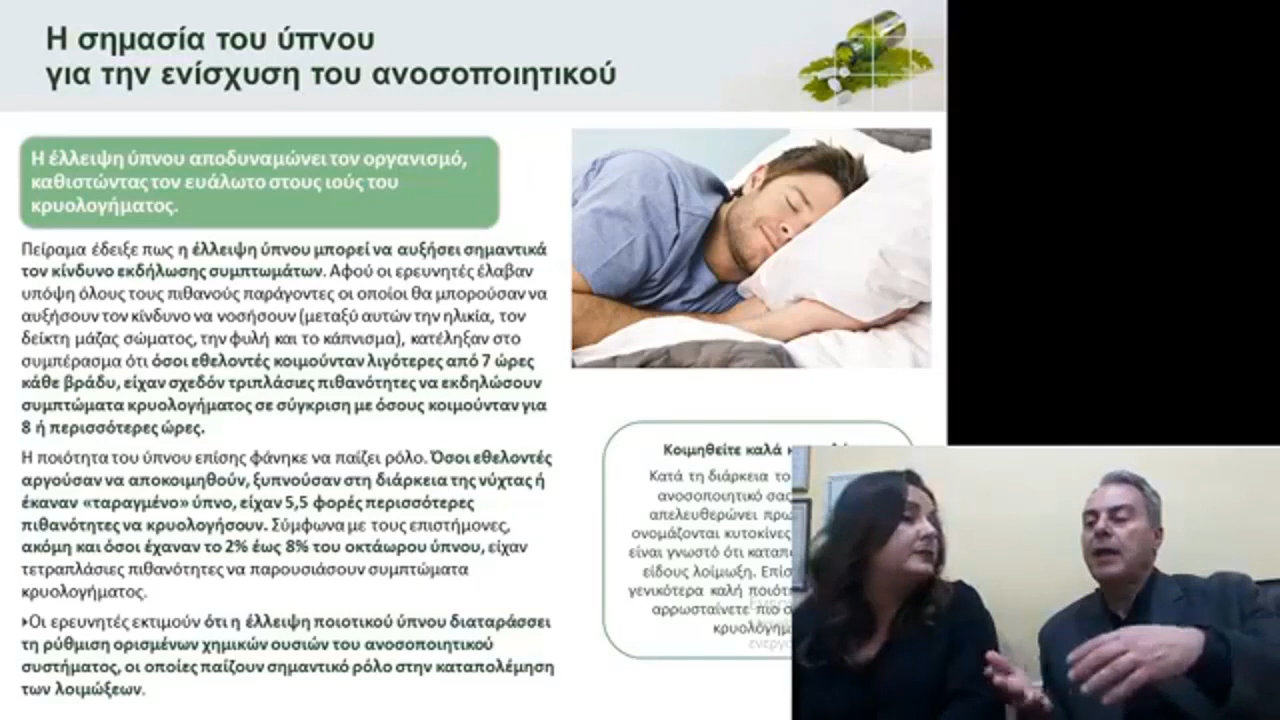 Η σημασία του ύπνου
για την ενίσχυση του ανοσοποιητικού
Η έλλειψη ύπνου αποδυναμώνει τον οργανισμό,
καθιστώντας τον ευάλωτο στους ιούς του
κρυολογήματος.
Πείραμα έδειξε πως η έλλειψη ύπνου μπορεί να αυξήσει σημαντικά
τον κίνδυνο εκδήλωσης συμπτωμάτων. Αφού οι ερευνητές έλαβαν
υπόψη όλους τους πιθανούς παράγοντες οι οποίοι θα μπορούσαν να
αυξήσουν τον κίνδυνο να νοσήσουν (μεταξύ αυτών την ηλικία, τον
δείκτη μάζας σώματος, την φυλή και το κάπνισμα), κατέληξαν στο
συμπέρασμα ότι όσοι εθελοντές κοιμούνταν λιγότερες από 7 ώρες
κάθε βράδυ, είχαν σχεδόν τριπλάσιες πιθανότητες να εκδηλώσουν
συμπτώματα κρυολογήματος σε σύγκριση με όσους κοιμούνταν για
8 ή περισσότερες ώρες.
Η ποιότητα του ύπνου επίσης φάνηκε να παίζει ρόλο. Όσοι εθελοντές
αργούσαν να αποκοιμηθούν, ξυπνούσαν στη διάρκεια της νύχτας ή
έκαναν «ταραγμένο» ύπνο, είχαν 5,5 φορές περισσότερες
πιθανότητες να κρυολογήσουν. Σύμφωνα με τους επιστήμονες,
ακόμη και όσοι έχαναν το 2% έως 8% του οκτάωρου ύπνου, είχαν
τετραπλάσιες πιθανότητες να παρουσιάσουν συμπτώματα
κρυολογήματος.
Οι ερευνητές εκτιμούν ότι η έλλειψη ποιοτικού ύπνου διαταράσσει
τη ρύθμιση ορισμένων χημικών ουσιών του ανοσοποιητικού
συστήματος, οι οποίες παίζουν σημαντικό ρόλο στην καταπολέμηση
των λοιμώξεων.
Κοιμηθείτε καλά
Κατά τη διάρκεια το
ανοσοποιητικό σας
απελευθερώνει
ονομάζονται κυτοκίνες
είναι γνωστό ότι
είδους λοίμωξη.
γενικότερα καλή
αρρωσταίνετε πιο